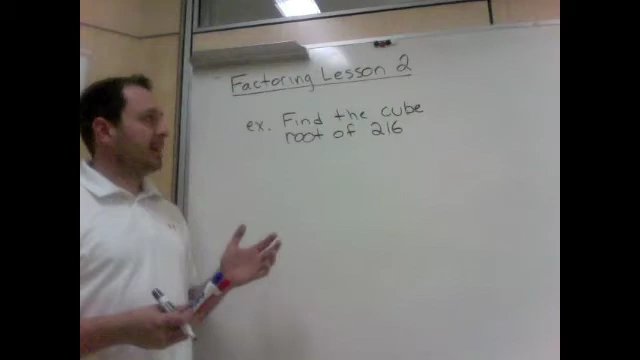 Factoring Lesson 2
ex. Find the cube
root of 216